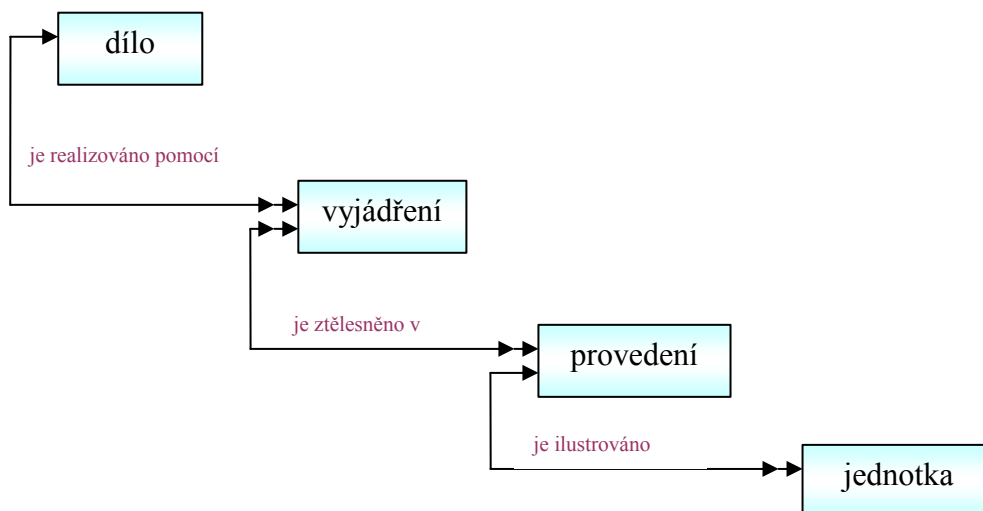 dílo
je realizováno pomocí
vyjádření
je ztělesněno v
provedení
je ilustrováno
jednotka